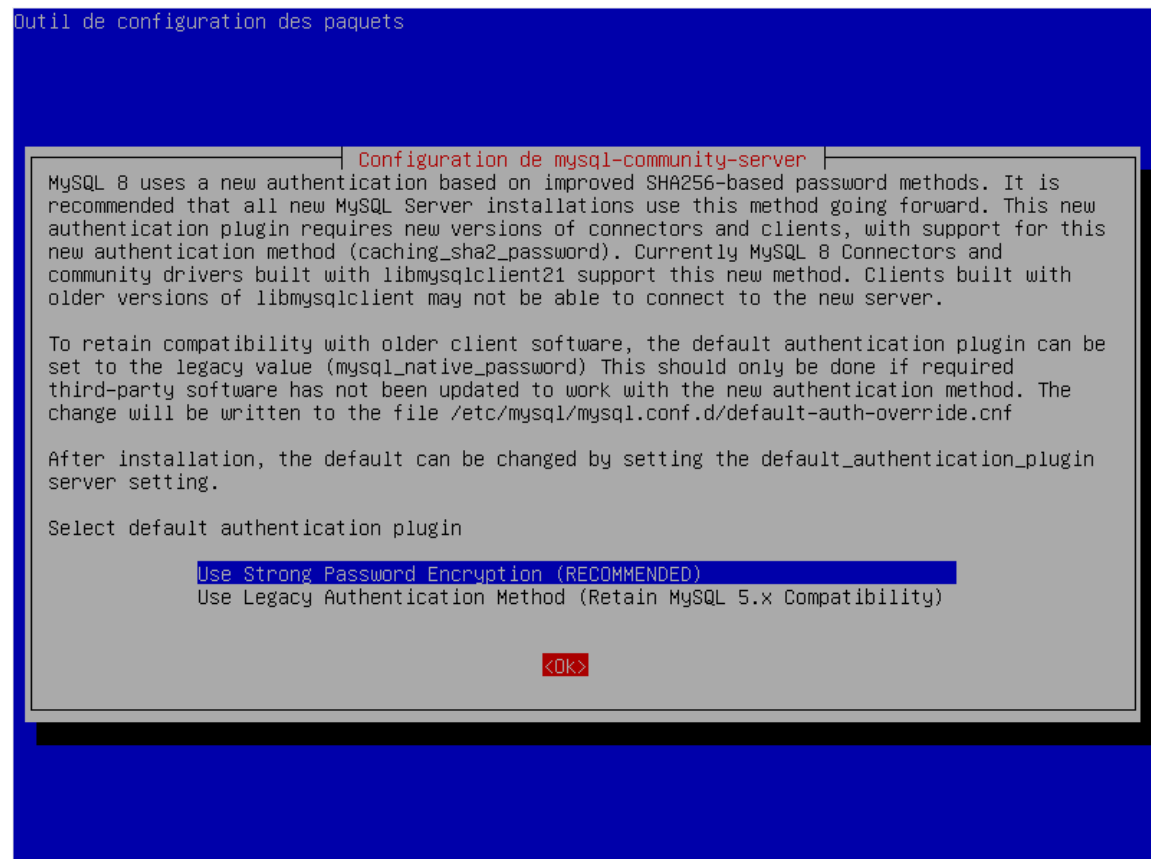 Outil de configuration des paquets
Configuration de mysql-community-server
MySQL 8 uses a new authentication based on improved SHA256-based password methods. It is
recommended that all new MySQL Server installations use this method going forward. This new
authentication plugin requires new versions of connectors and clients, with support for this
new authentication method (caching_sha2_password). Currently MySQL 8 Connectors and
community drivers built with libmysqlclient21 support this new method. Clients built with
older versions of libmysqlclient may not be able to connect to the new server.
To retain compatibility with older client software, the default authentication plugin can be
set to the legacy value (mysql_native_password) This should only be done if required
third-party software has not been updated to work with the new authentication method. The
change will be written to the file /etc/mysql/mysql.conf.d/default-auth-override.cnf
After installation, the default can be changed by setting the default_authentication_plugin
server setting.
Select default authentication plugin
Use Strong Password Encryption (RECOMMENDED)
Use Legacy Authentication Method (Retain MySQL 5.x Compatibility)
<Ok>